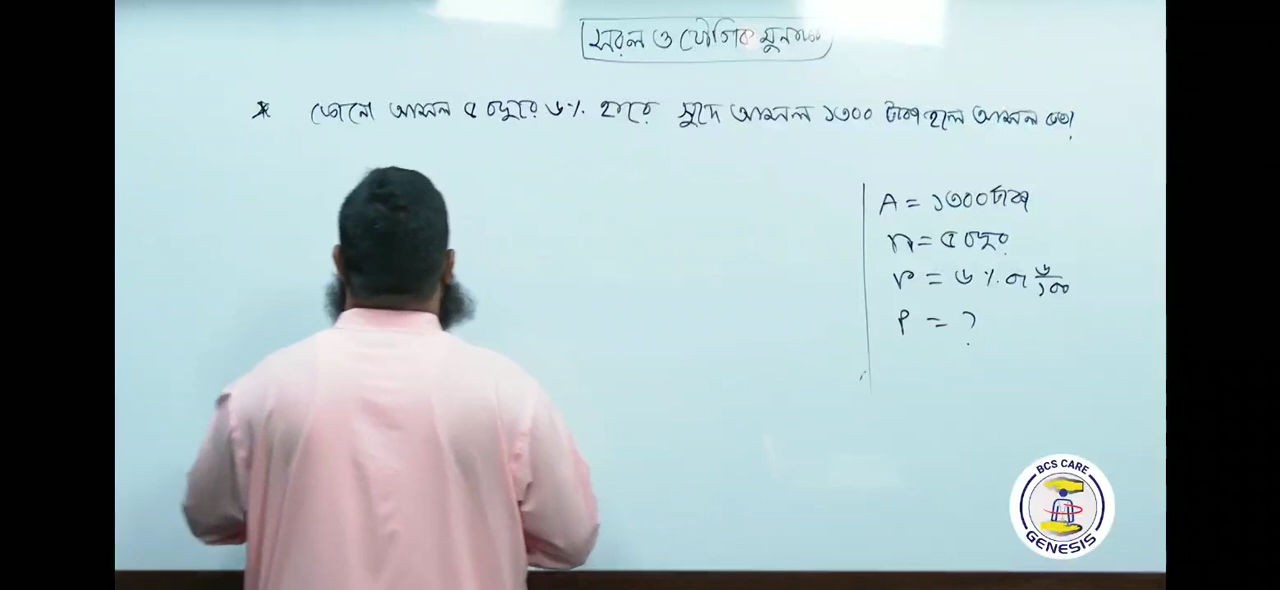 সরল ও যৌগিক মুনাফা
* কোনো আসল ৫ বছরে ৬% হারে সুদে আসল ১৩০০ টাকা হলে আসল কত?
A = ১৩০০ টাকা
n = ৫ বছর
r = ৬% বা ৬/১০০
P = ?
BCS CARE
GENESIS